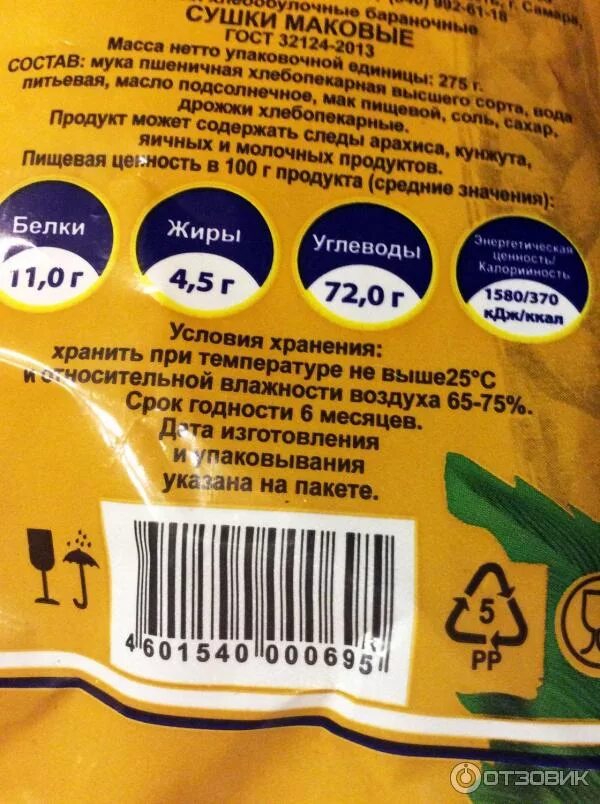 хлебобулочные бараночные
992-61-18
г. Самара,
СУШКИ МАКОВЫЕ
ГОСТ 32124-2013
Масса нетто упаковочной единицы: 275 г.
СОСТАВ: мука пшеничная хлебопекарная высшего сорта, вода
питьевая, масло подсолнечное, мак пищевой, соль, сахар,
дрожжи хлебопекарные.
Продукт может содержать следы арахиса, кунжута,
яичных и молочных продуктов.
Пищевая ценность в 100 г продукта (средние значения):
Белки
11,0 г
Жиры
4,5 г
Углеводы
72,0 г
Энергетическая
ценность/
Калорийность
1580/370
кДж/ккал
Условия хранения:
хранить при температуре не выше25°C
и относительной влажности воздуха 65-75%.
Срок годности 6 месяцев.
Дата изготовления
и упаковывания
указана на пакете.
4 601540 000695
5
PP
ОТЗОВИК